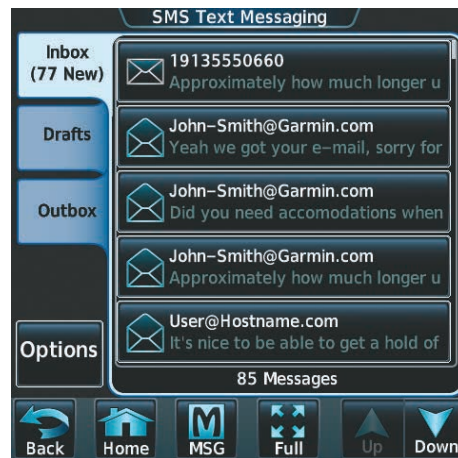 SMS Text Messaging
Inbox
(77 New)
Drafts
Outbox
Options
19135550660
Approximately how much longer u
John-Smith@Garmin.com
Yeah we got your e-mail, sorry for
John-Smith@Garmin.com
Did you need accomodations when
John-Smith@Garmin.com
Approximately how much longer u
User@Hostname.com
It's nice to be able to get a hold of
85 Messages
Back
Home
M
MSG
Full
Up
Down